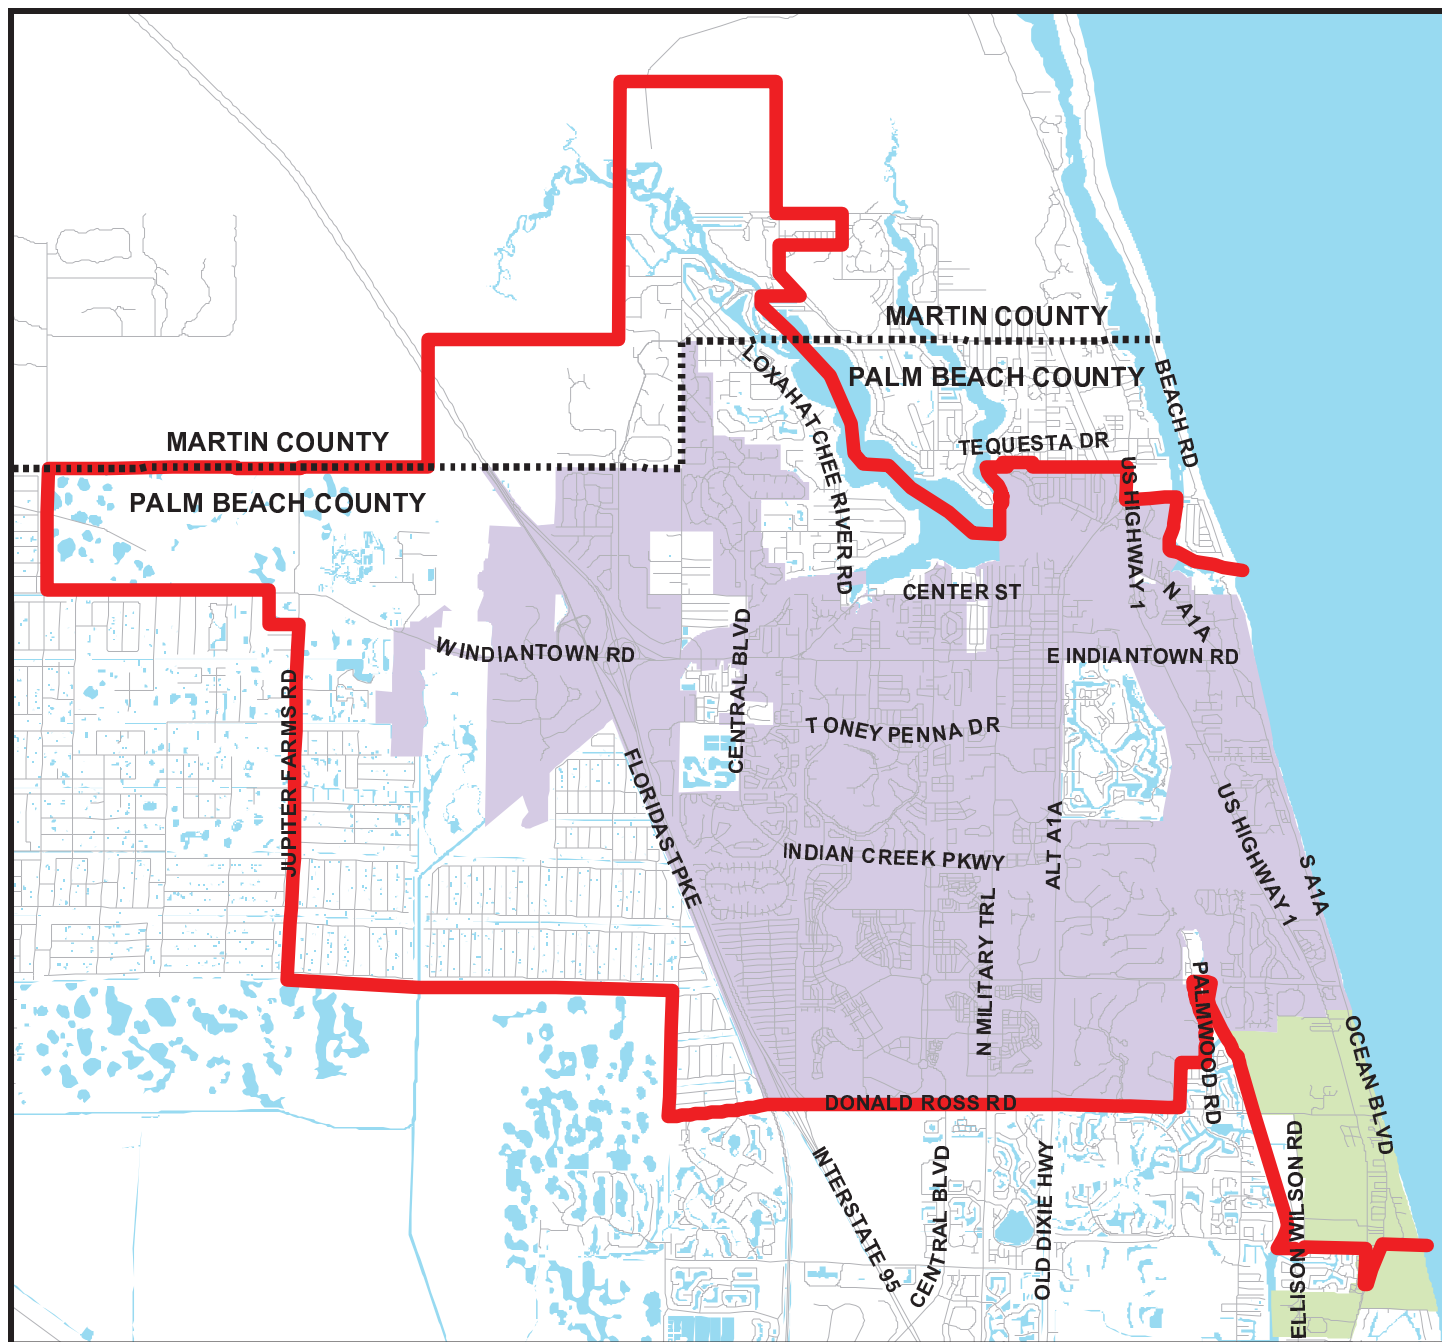 MARTIN COUNTY
PALM BEACH COUNTY
BEACH RD
LOXAHATCHEE RIVER RD
MARTIN COUNTY
TEQUESTA DR
PALM BEACH COUNTY
US HIGHWAY 1
CENTER ST
N A1A
W INDIANTOWN RD
E INDIANTOWN RD
CENTRAL BLVD
JUPITER FARMS RD
TONEY PENNA DR
FLORIDAS TPKE
US HIGHWAY 1
ALT A1A
INDIAN CREEK PKWY
S A1A
N MILITARY TRL
PALMWOOD RD
OCEAN BLVD
DONALD ROSS RD
INTERSTATE 95
CENTRAL BLVD
OLD DIXIE HWY
ELLISON WILSON RD